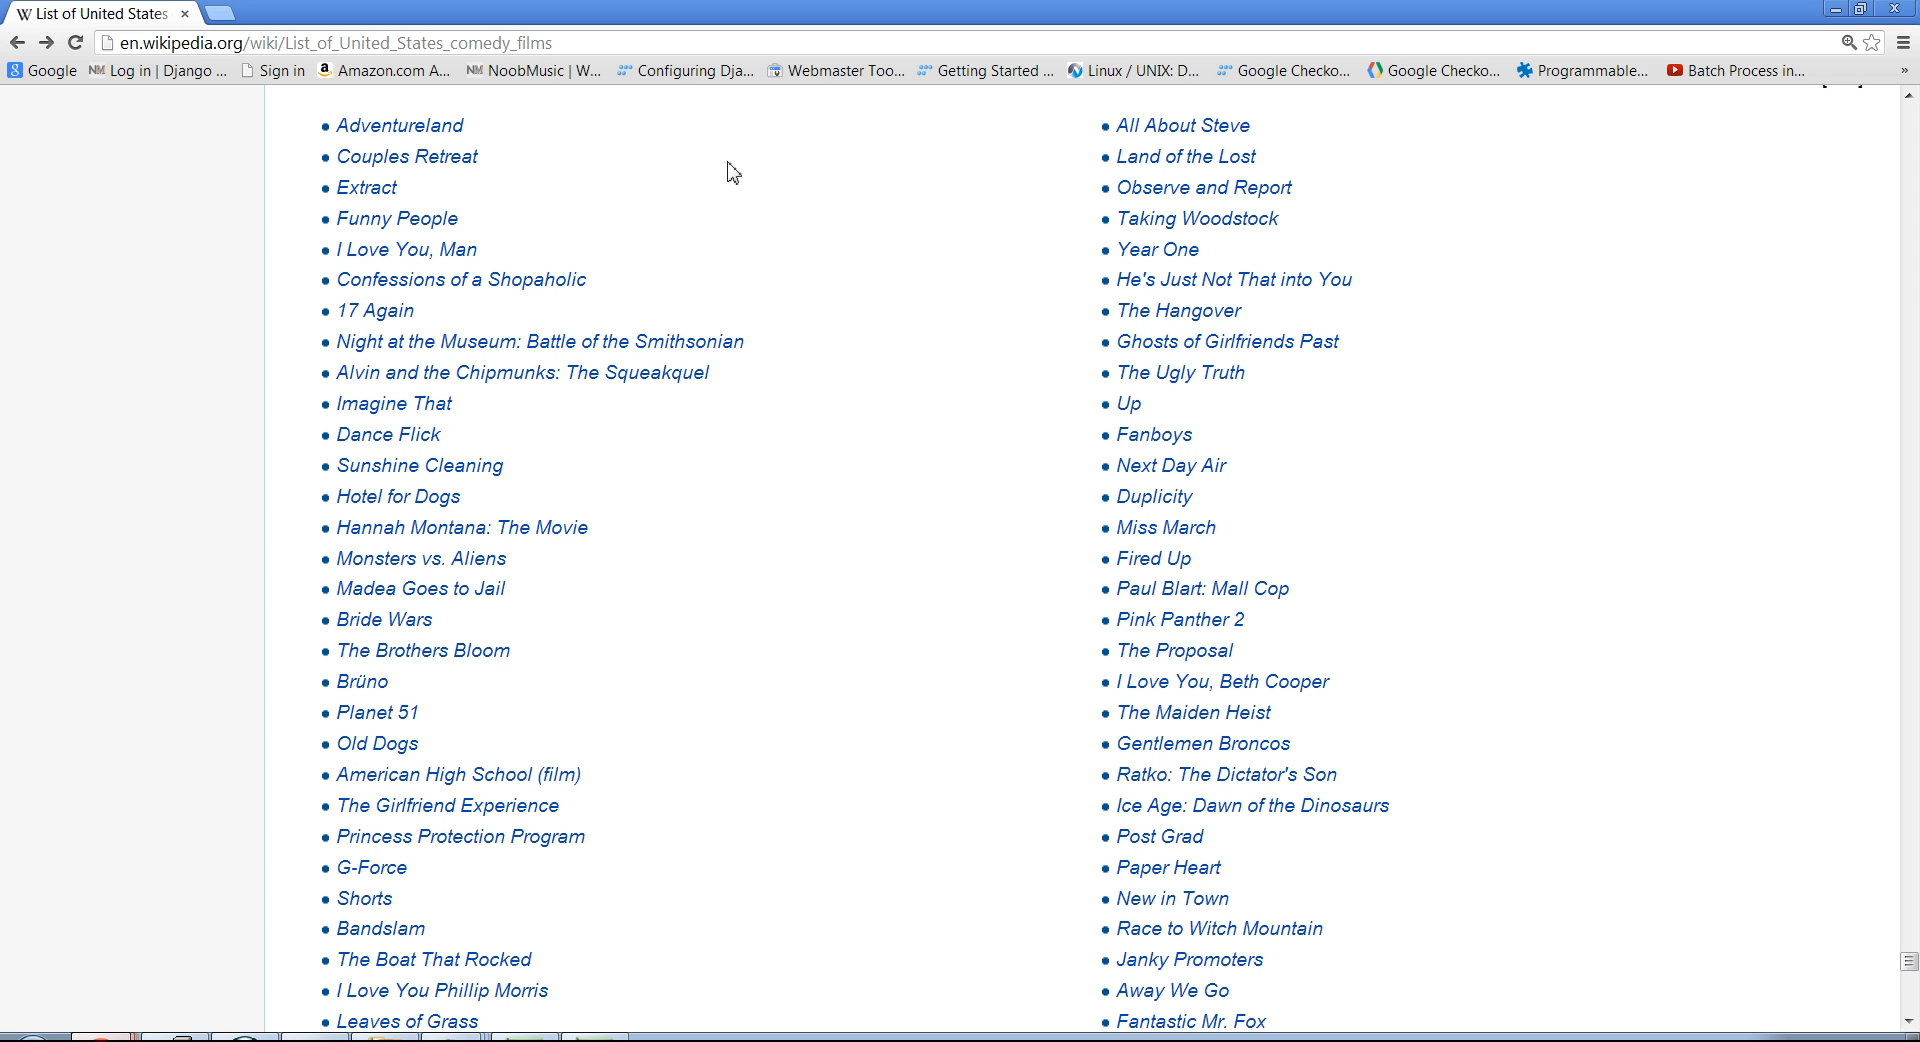 List of United States
en.wikipedia.org/wiki/List_of_United_States_comedy_films
Google
Log in | Django ...
Sign in
Amazon.com A...
NoobMusic | W...
Configuring Dja...
Webmaster Too...
Getting Started ...
Linux / UNIX: D...
Google Checko...
Google Checko...
Programmable...
Batch Process in...
Adventureland
Couples Retreat
Extract
Funny People
I Love You, Man
Confessions of a Shopaholic
17 Again
Night at the Museum: Battle of the Smithsonian
Alvin and the Chipmunks: The Squeakquel
Imagine That
Dance Flick
Sunshine Cleaning
Hotel for Dogs
Hannah Montana: The Movie
Monsters vs. Aliens
Madea Goes to Jail
Bride Wars
The Brothers Bloom
Brüno
Planet 51
Old Dogs
American High School (film)
The Girlfriend Experience
Princess Protection Program
G-Force
Shorts
Bandslam
The Boat That Rocked
I Love You Phillip Morris
Leaves of Grass
All About Steve
Land of the Lost
Observe and Report
Taking Woodstock
Year One
He's Just Not That into You
The Hangover
Ghosts of Girlfriends Past
The Ugly Truth
Up
Fanboys
Next Day Air
Duplicity
Miss March
Fired Up
Paul Blart: Mall Cop
Pink Panther 2
The Proposal
I Love You, Beth Cooper
The Maiden Heist
Gentlemen Broncos
Ratko: The Dictator's Son
Ice Age: Dawn of the Dinosaurs
Post Grad
Paper Heart
New in Town
Race to Witch Mountain
Janky Promoters
Away We Go
Fantastic Mr. Fox